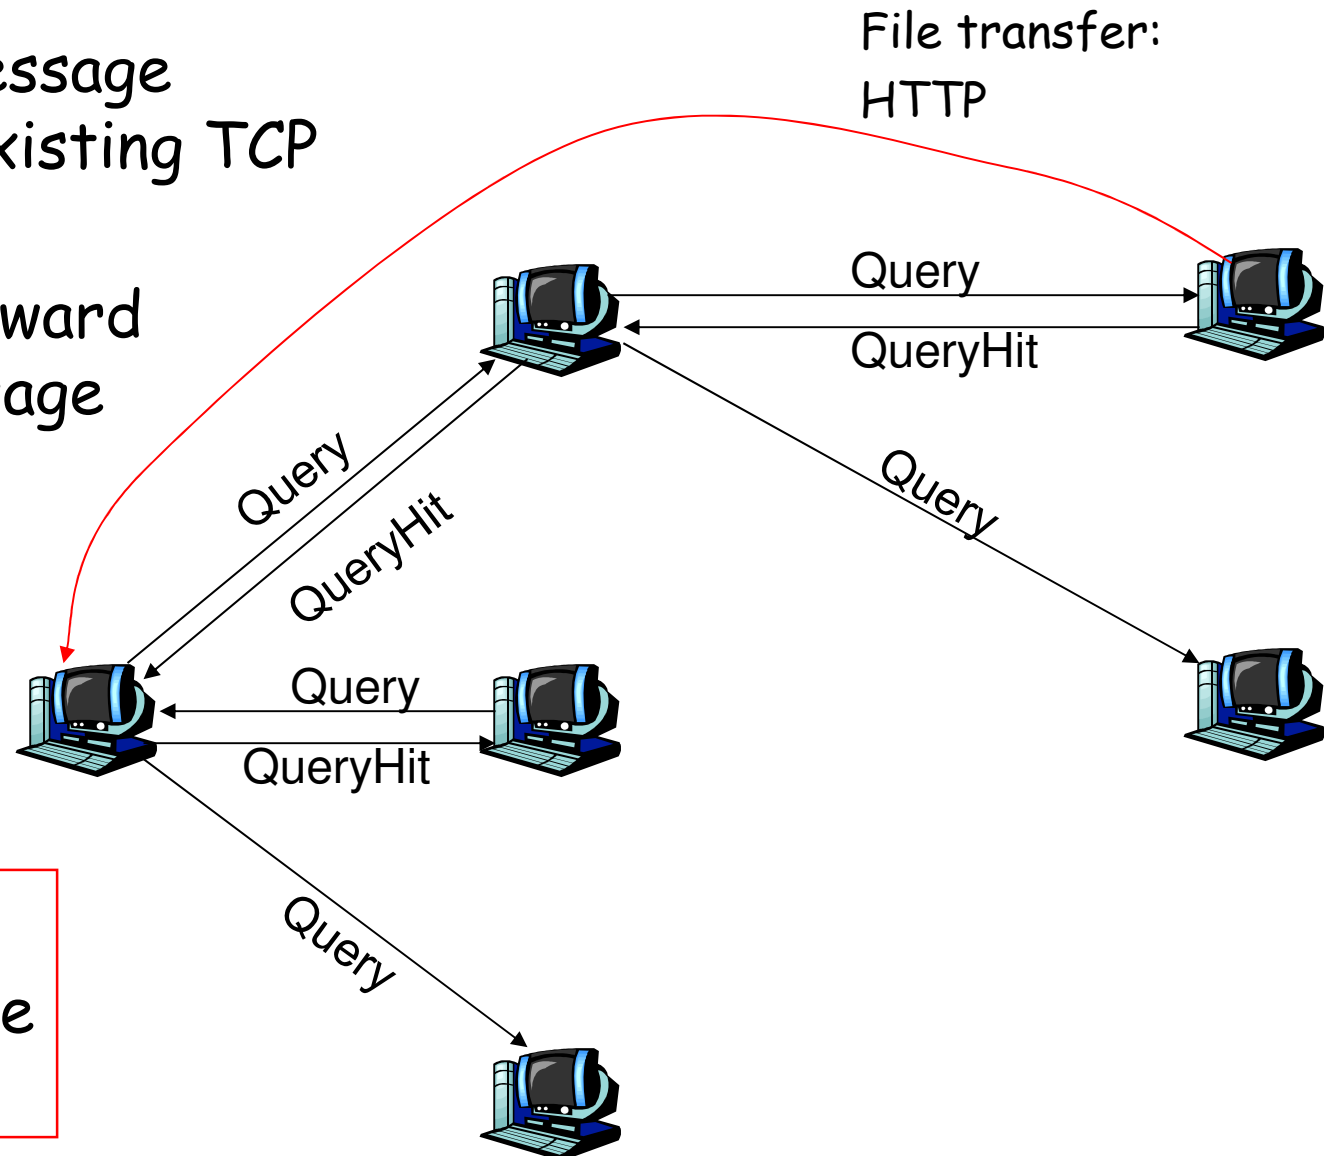 File transfer:
HTTP
essage
xisting TCP
ward
age
Query
QueryHit
Query
QueryHit
Query
Query
QueryHit
Query
e